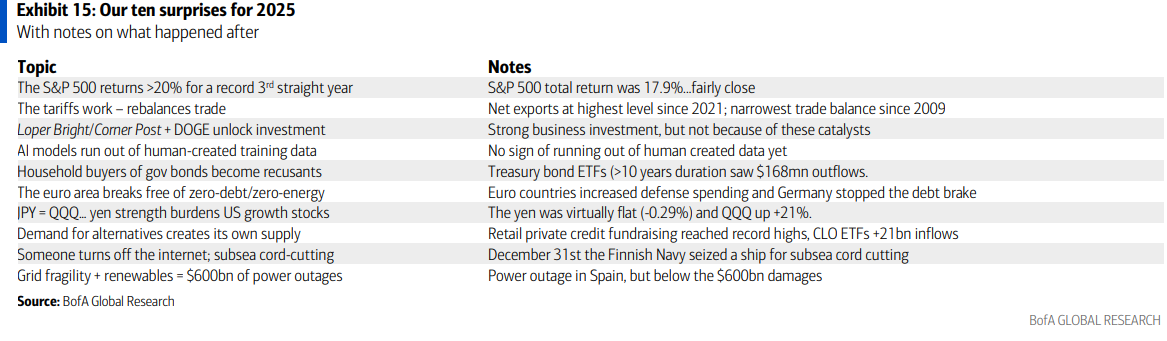 Exhibit 15: Our ten surprises for 2025
With notes on what happened after
Topic Notes
The S&P 500 returns >20% for a record 3rd straight year S&P 500 total return was 17.9%...fairly close
The tariffs work – rebalances trade Net exports at highest level since 2021; narrowest trade balance since 2009
Loper Bright/Corner Post + DOGE unlock investment Strong business investment, but not because of these catalysts
AI models run out of human-created training data No sign of running out of human created data yet
Household buyers of gov bonds become recusants Treasury bond ETFs (>10 years duration saw $168mn outflows.
The euro area breaks free of zero-debt/zero-energy Euro countries increased defense spending and Germany stopped the debt brake
JPY = QQQ... yen strength burdens US growth stocks The yen was virtually flat (-0.29%) and QQQ up +21%.
Demand for alternatives creates its own supply Retail private credit fundraising reached record highs, CLO ETFs +21bn inflows
Someone turns off the internet; subsea cord-cutting December 31st the Finnish Navy seized a ship for subsea cord cutting
Grid fragility + renewables = $600bn of power outages Power outage in Spain, but below the $600bn damages
Source: BofA Global Research
BofA GLOBAL RESEARCH